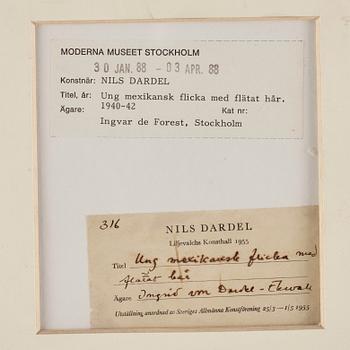 MODERNA MUSEET STOCKHOLM
30 JAN. 88 - 03 APR. 88
Konstnär: NILS DARDEL
Titel, år: Ung mexikansk flicka med flätat hår.
1940-42
Ägare: Kat nr:
Ingvar de Forest, Stockholm
316
NILS DARDEL
Liljevalchs Konsthall 1955
Titel Ung mexikansk flicka med
flätat hår
Ägare Ingrid von Dardel-Ekwall
Utställning anordnad av Sveriges Allmänna Konstförening 25/3 — 1/5 1955